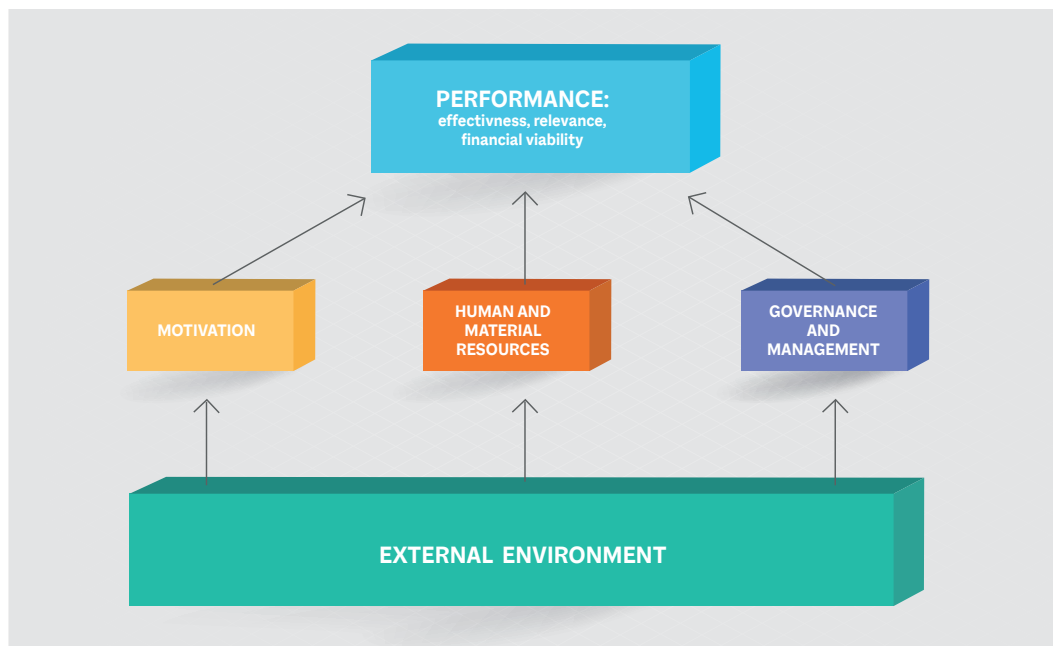 PERFORMANCE:
effectivness, relevance,
financial viability
MOTIVATION
HUMAN AND
MATERIAL
RESOURCES
GOVERNANCE
AND
MANAGEMENT
EXTERNAL ENVIRONMENT